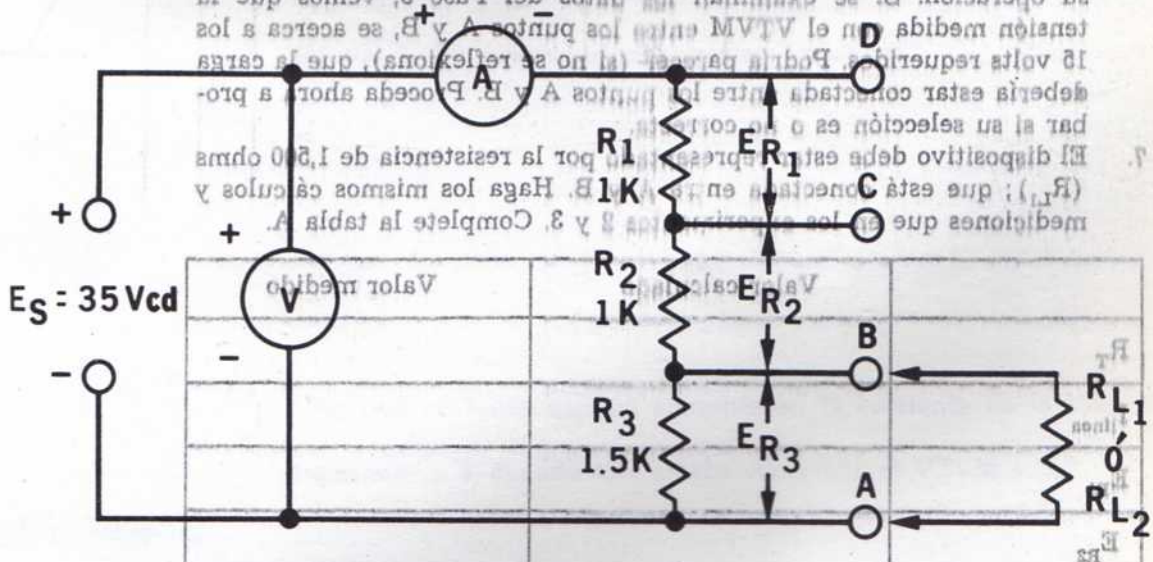 su operación. B. se examinan los datos del Paso 3, vemos que la
tensión medida con el VTVM entre los puntos A y B, se acerca a los
15 volts requeridos. Podría parecer (si no se reflexiona), que la carga
debería estar conectada entre los puntos A y B. Proceda ahora a pro-
bar si su selección es o no correcta.
7. El dispositivo debe estar representado por la resistencia de 1,500 ohms
(RL1); que está conectada en A y B. Haga los mismos cálculos y
mediciones que en los experimentos 2 y 3. Complete la tabla A.
Valor calculado Valor medido
RT
Ilínea
ER2
+ A - D
R1
1K
ER1
C
+
+
R2
1K
ER2
ES = 35 Vcd
V
-
-
B
R3
1.5K
ER3
RL1
Ó
RL2
A